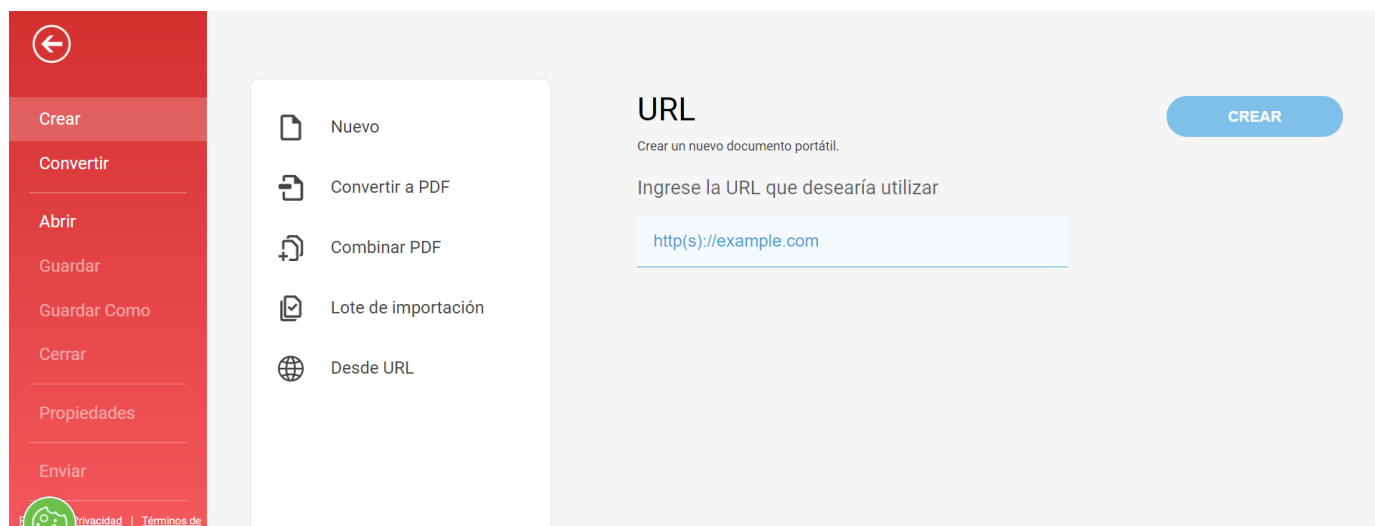 Crear
Convertir
Abrir
Guardar
Guardar Como
Cerrar
Propiedades
Enviar
Privacidad | Términos de
Nuevo
Convertir a PDF
Combinar PDF
Lote de importación
Desde URL
URL
Crear un nuevo documento portátil.
Ingrese la URL que desearía utilizar
http(s)://example.com
CREAR